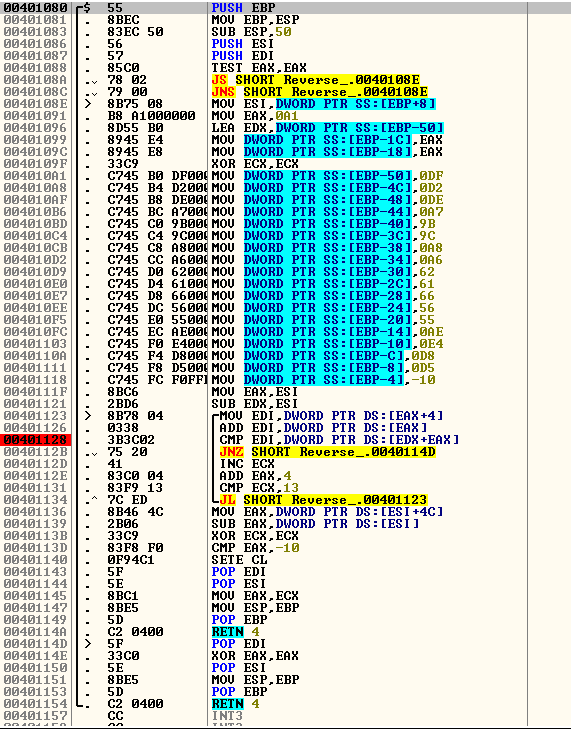 00401080 $ 55 PUSH EBP
00401081 . 8BEC MOV EBP,ESP
00401083 . 83EC 50 SUB ESP,50
00401086 . 56 PUSH ESI
00401087 . 57 PUSH EDI
00401088 . 85C0 TEST EAX,EAX
0040108A .v 78 02 JS SHORT Reverse_.0040108E
0040108C .v 79 00 JNS SHORT Reverse_.0040108E
0040108E > 8B75 08 MOV ESI,DWORD PTR SS:[EBP+8]
00401091 . B8 A1000000 MOV EAX,0A1
00401096 . 8D55 B0 LEA EDX,DWORD PTR SS:[EBP-50]
00401099 . 8945 E4 MOV DWORD PTR SS:[EBP-1C],EAX
0040109C . 8945 E8 MOV DWORD PTR SS:[EBP-18],EAX
0040109F . 33C9 XOR ECX,ECX
004010A1 . C745 B0 DF00 MOV DWORD PTR SS:[EBP-50],0DF
004010A8 . C745 B4 D200 MOV DWORD PTR SS:[EBP-4C],0D2
004010AF . C745 B8 DE00 MOV DWORD PTR SS:[EBP-48],0DE
004010B6 . C745 BC A700 MOV DWORD PTR SS:[EBP-44],0A7
004010BD . C745 C0 9B00 MOV DWORD PTR SS:[EBP-40],9B
004010C4 . C745 C4 9C00 MOV DWORD PTR SS:[EBP-3C],9C
004010CB . C745 C8 A800 MOV DWORD PTR SS:[EBP-38],0A8
004010D2 . C745 CC A600 MOV DWORD PTR SS:[EBP-34],0A6
004010D9 . C745 D0 6200 MOV DWORD PTR SS:[EBP-30],62
004010E0 . C745 D4 6100 MOV DWORD PTR SS:[EBP-2C],61
004010E7 . C745 D8 6600 MOV DWORD PTR SS:[EBP-28],66
004010EE . C745 DC 5600 MOV DWORD PTR SS:[EBP-24],56
004010F5 . C745 E0 5500 MOV DWORD PTR SS:[EBP-20],55
004010FC . C745 EC AE00 MOV DWORD PTR SS:[EBP-14],0AE
00401103 . C745 F0 E400 MOV DWORD PTR SS:[EBP-10],0E4
0040110A . C745 F4 D800 MOV DWORD PTR SS:[EBP-C],0D8
00401111 . C745 F8 D500 MOV DWORD PTR SS:[EBP-8],0D5
00401118 . C745 FC F0FF MOV DWORD PTR SS:[EBP-4],-10
0040111F . 8BC6 MOV EAX,ESI
00401121 . 2BD6 SUB EDX,ESI
00401123 > 8B78 04 MOV EDI,DWORD PTR DS:[EAX+4]
00401126 . 0338 ADD EDI,DWORD PTR DS:[EAX]
00401128 . 3B3C02 CMP EDI,DWORD PTR DS:[EDX+EAX]
0040112B .v 75 20 JNZ SHORT Reverse_.0040114D
0040112D . 41 INC ECX
0040112E . 83C0 04 ADD EAX,4
00401131 . 83F9 13 CMP ECX,13
00401134 .^ 7C ED JL SHORT Reverse_.00401123
00401136 . 8B46 4C MOV EAX,DWORD PTR DS:[ESI+4C]
00401139 . 2B06 SUB EAX,DWORD PTR DS:[ESI]
0040113B . 33C9 XOR ECX,ECX
0040113D . 83F8 F0 CMP EAX,-10
00401140 . 0F94C1 SETE CL
00401143 . 5F POP EDI
00401144 . 5E POP ESI
00401145 . 8BC1 MOV EAX,ECX
00401147 . 8BE5 MOV ESP,EBP
00401149 . 5D POP EBP
0040114A . C2 0400 RETN 4
0040114D > 5F POP EDI
0040114E . 33C0 XOR EAX,EAX
00401150 . 5E POP ESI
00401151 . 8BE5 MOV ESP,EBP
00401153 . 5D POP EBP
00401154 . C2 0400 RETN 4
00401157 CC INT3